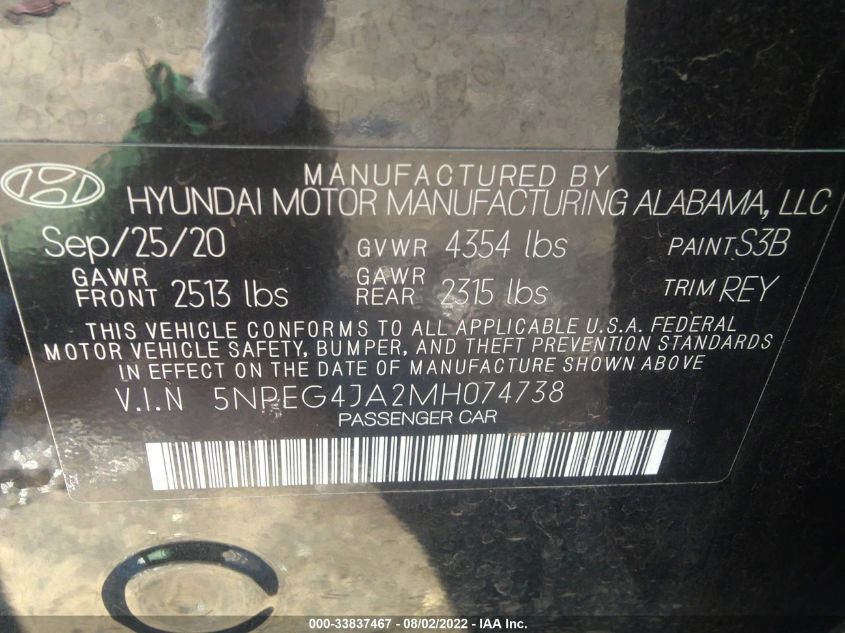 MANUFACTURED BY
HYUNDAI MOTOR MANUFACTURING ALABAMA, LLC
Sep/25/20 GVWR 4354 lbs PAINT S3B
GAWR FRONT 2513 lbs GAWR REAR 2315 lbs TRIM REY
THIS VEHICLE CONFORMS TO ALL APPLICABLE U.S.A. FEDERAL
MOTOR VEHICLE SAFETY, BUMPER, AND THEFT PREVENTION STANDARDS
IN EFFECT ON THE DATE OF MANUFACTURE SHOWN ABOVE
V.I.N 5NPEG4JA2MH074738
PASSENGER CAR
000-33837467 - 08/02/2022 - IAA Inc.